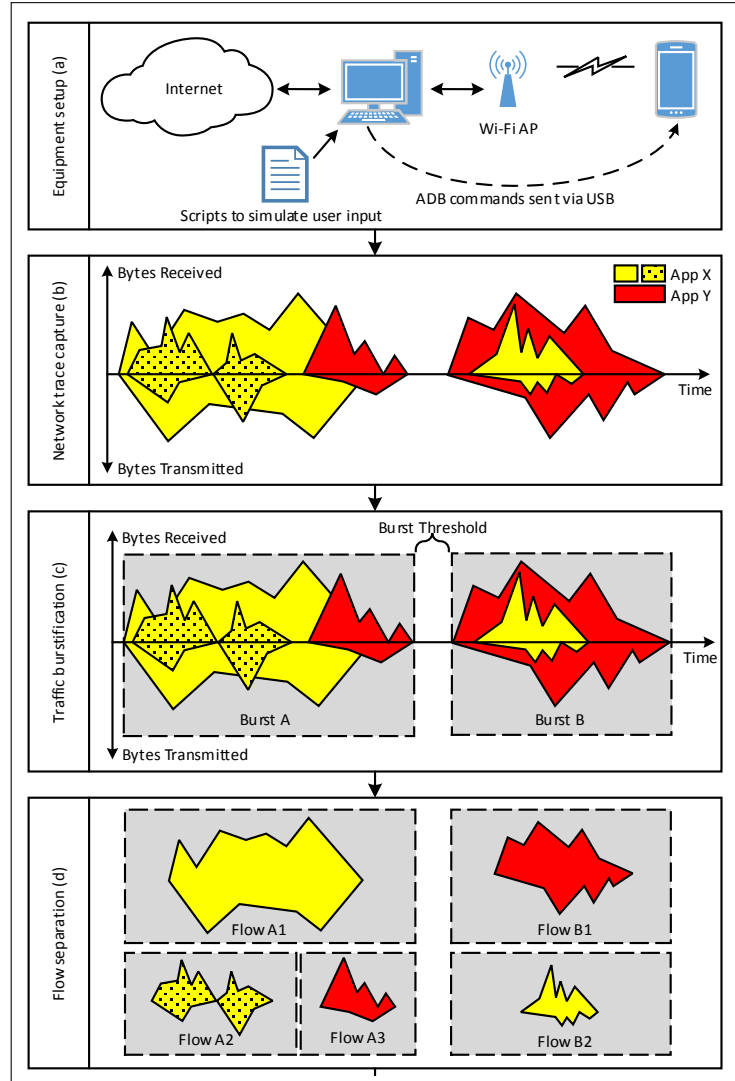 Equipment setup (a)
Internet
Wi-Fi AP
Scripts to simulate user input
ADB commands sent via USB
Network trace capture (b)
Bytes Received
App X
App Y
Time
Bytes Transmitted
Traffic burstification (c)
Burst Threshold
Bytes Received
Time
Burst A
Burst B
Bytes Transmitted
Flow separation (d)
Flow A1
Flow B1
Flow A2
Flow A3
Flow B2